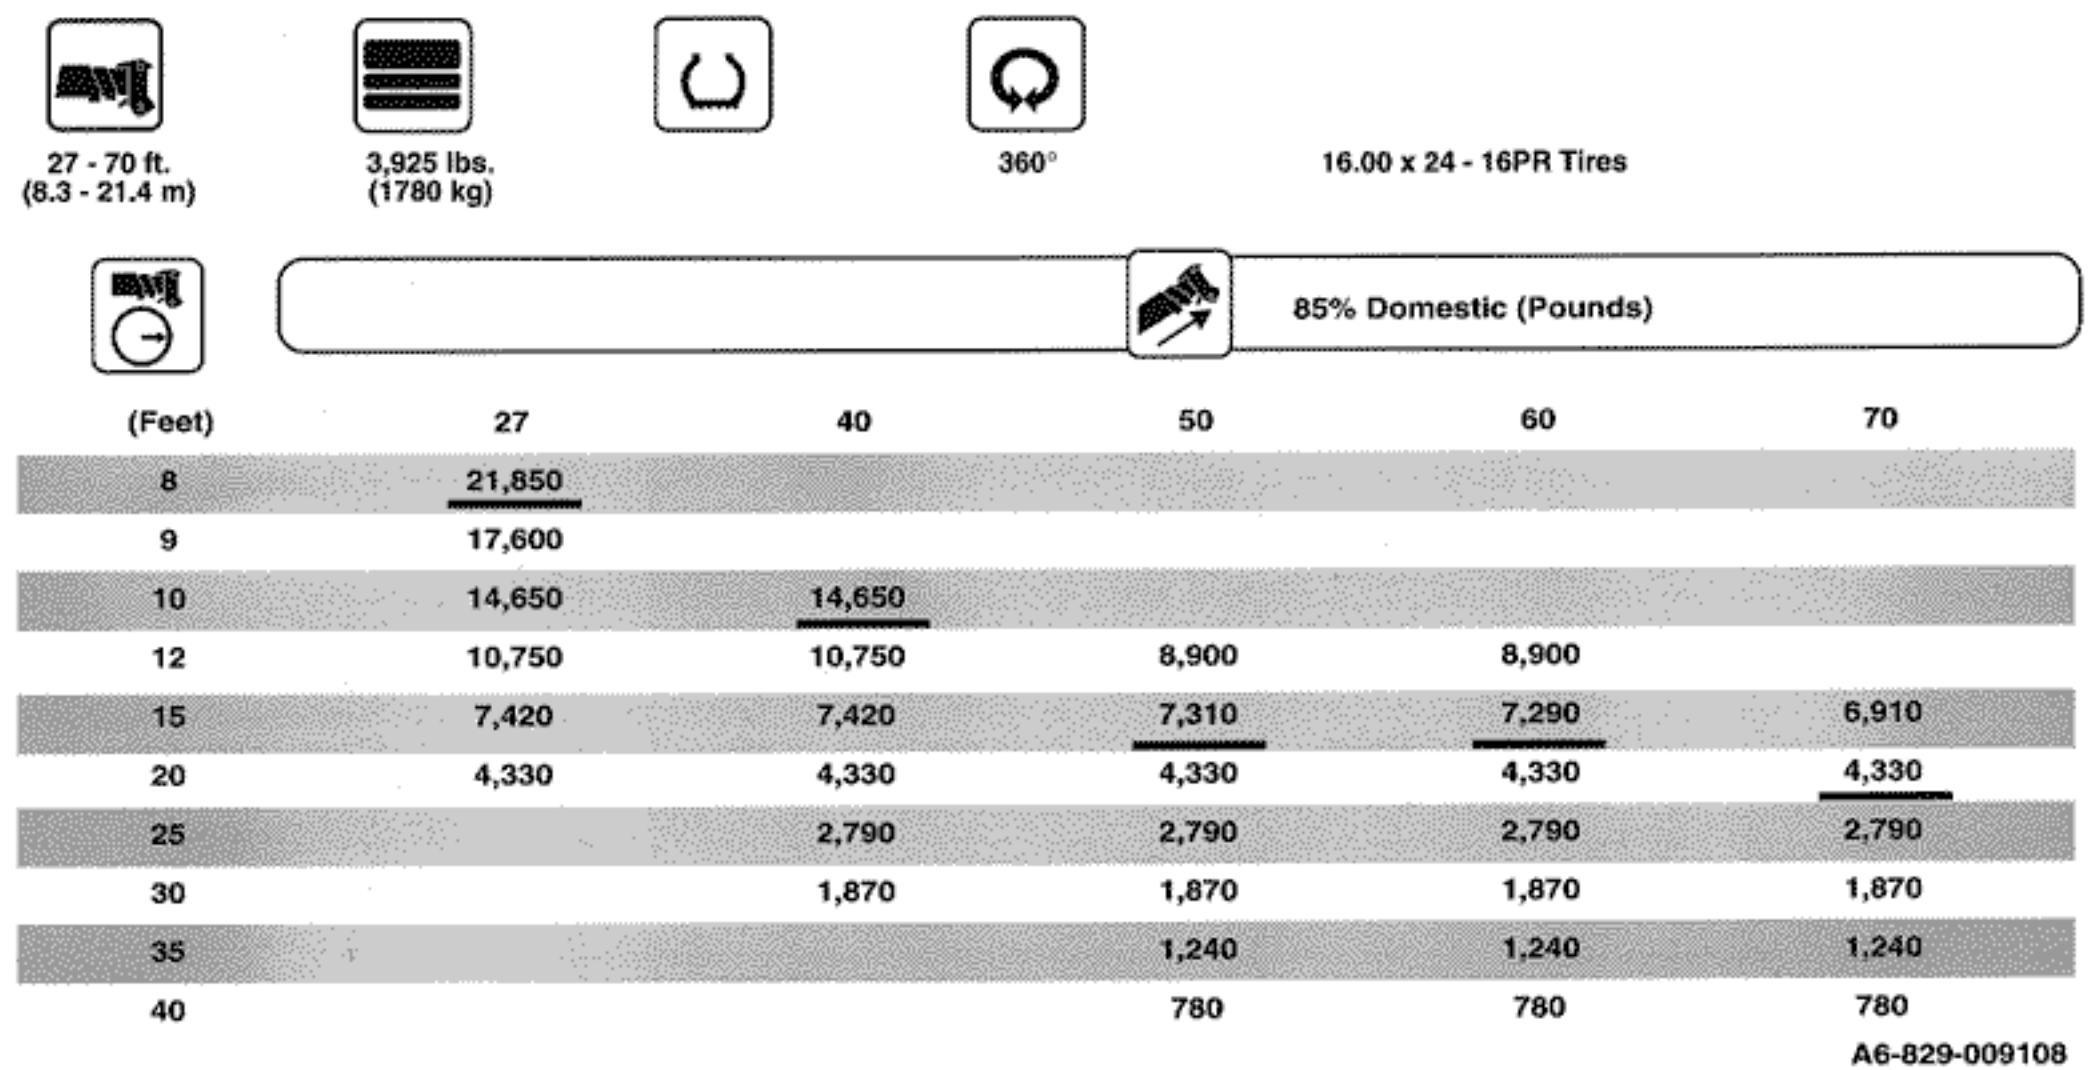 27 - 70 ft.
(8.3 - 21.4 m)
3,925 lbs.
(1780 kg)
360°
16.00 x 24 - 16PR Tires
85% Domestic (Pounds)
(Feet) 27 40 50 60 70
8 21,850
9 17,600
10 14,650 14,650
12 10,750 10,750 8,900 8,900
15 7,420 7,420 7,310 7,290 6,910
20 4,330 4,330 4,330 4,330 4,330
25 2,790 2,790 2,790 2,790
30 1,870 1,870 1,870 1,870
35 1,240 1,240 1,240
40 780 780 780
A6-829-009108